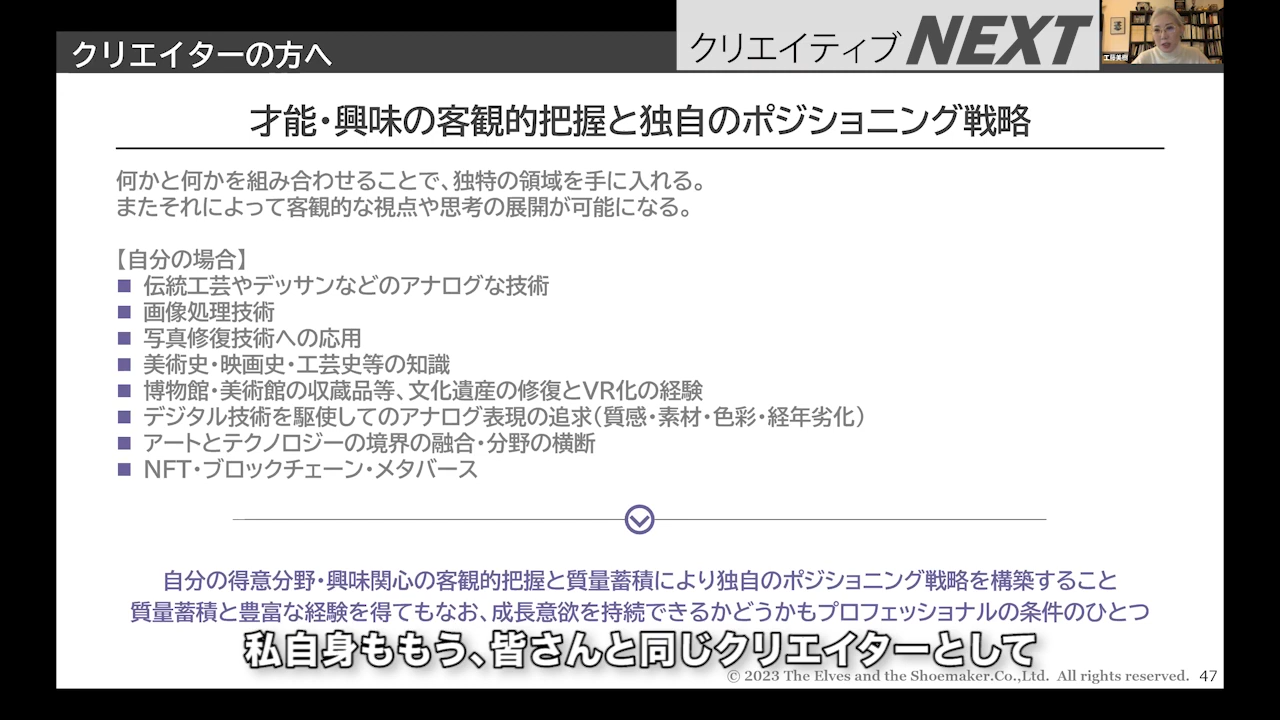 クリエイターの方へ
クリエイティブNEXT
工藤美樹
才能・興味の客観的把握と独自のポジショニング戦略
何かと何かを組み合わせることで、独特の領域を手に入れる。
またそれによって客観的な視点や思考の展開が可能になる。
【自分の場合】
■ 伝統工芸やデッサンなどのアナログな技術
■ 画像処理技術
■ 写真修復技術への応用
■ 美術史・映画史・工芸史等の知識
■ 博物館・美術館の収蔵品等、文化遺産の修復とVR化の経験
■ デジタル技術を駆使してのアナログ表現の追求（質感・素材・色彩・経年劣化）
■ アートとテクノロジーの境界の融合・分野の横断
■ NFT・ブロックチェーン・メタバース
自分の得意分野・興味関心の客観的把握と質量蓄積により独自のポジショニング戦略を構築すること
質量蓄積と豊富な経験を得てもなお、成長意欲を持続できるかどうかもプロフェッショナルの条件のひとつ
私自身ももう、皆さんと同じクリエイターとして
© 2023 The Elves and the Shoemaker.Co.,Ltd. All rights reserved. 47